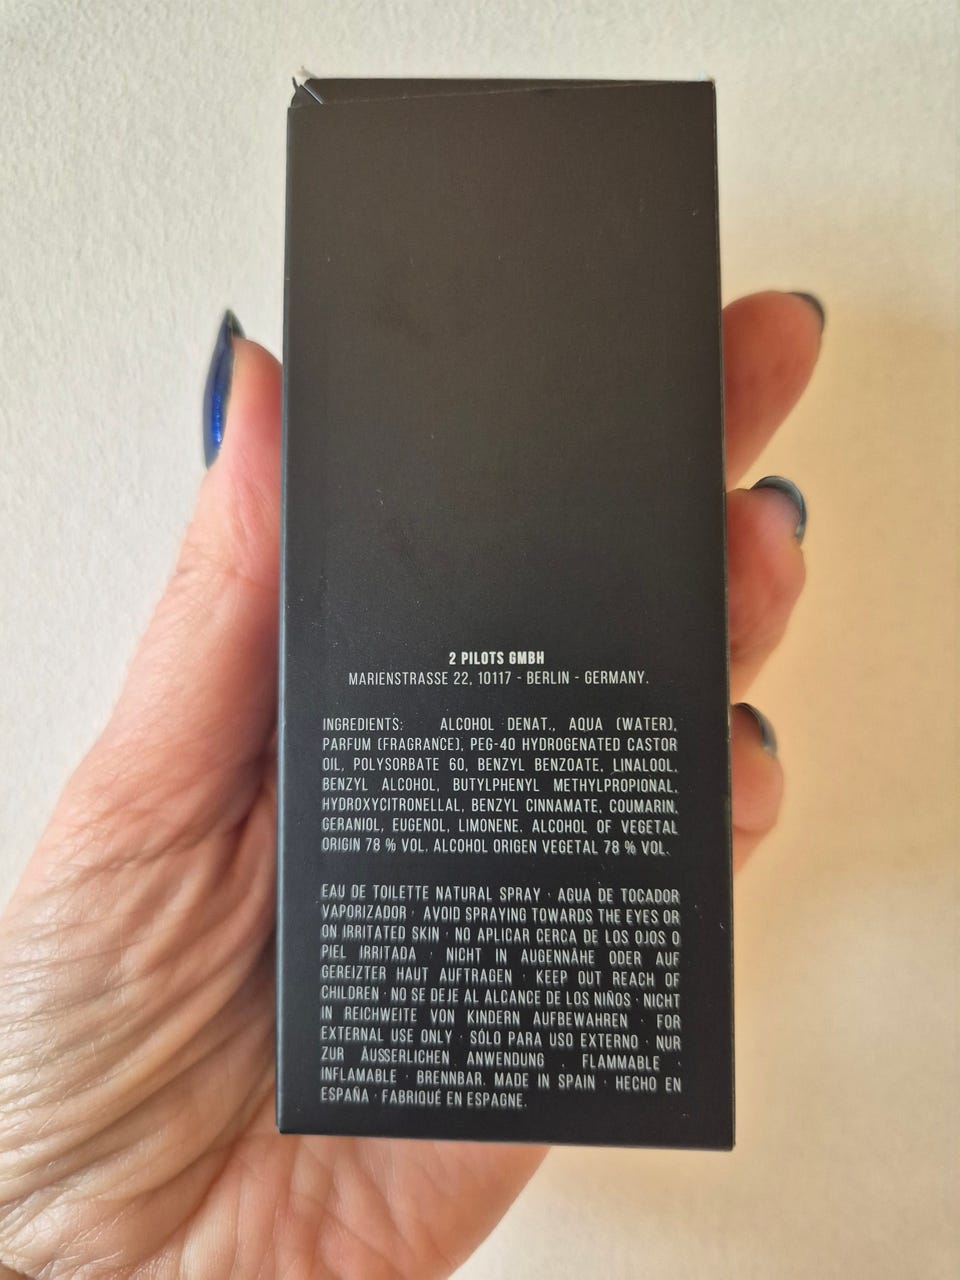 2 PILOTS GMBH
MARIENSTRASSE 22, 10117 - BERLIN - GERMANY.
INGREDIENTS: ALCOHOL DENAT., AQUA (WATER),
PARFUM (FRAGRANCE), PEG-40 HYDROGENATED CASTOR
OIL, POLYSORBATE 60, BENZYL BENZOATE, LINALOOL,
BENZYL ALCOHOL, BUTYLPHENYL METHYLPROPIONAL,
HYDROXYCITRONELLAL, BENZYL CINNAMATE, COUMARIN,
GERANIOL, EUGENOL, LIMONENE. ALCOHOL OF VEGETAL
ORIGIN 78 % VOL. ALCOHOL ORIGEN VEGETAL 78 % VOL.
EAU DE TOILETTE NATURAL SPRAY · AGUA DE TOCADOR
VAPORIZADOR · AVOID SPRAYING TOWARDS THE EYES OR
ON IRRITATED SKIN · NO APLICAR CERCA DE LOS OJOS O
PIEL IRRITADA · NICHT IN AUGENNÄHE ODER AUF
GEREIZTER HAUT AUFTRAGEN · KEEP OUT REACH OF
CHILDREN · NO SE DEJE AL ALCANCE DE LOS NIÑOS · NICHT
IN REICHWEITE VON KINDERN AUFBEWAHREN · FOR
EXTERNAL USE ONLY · SÓLO PARA USO EXTERNO · NUR
ZUR ÄUSSERLICHEN ANWENDUNG . FLAMMABLE ·
INFLAMABLE · BRENNBAR. MADE IN SPAIN · HECHO EN
ESPAÑA · FABRIQUÉ EN ESPAGNE.